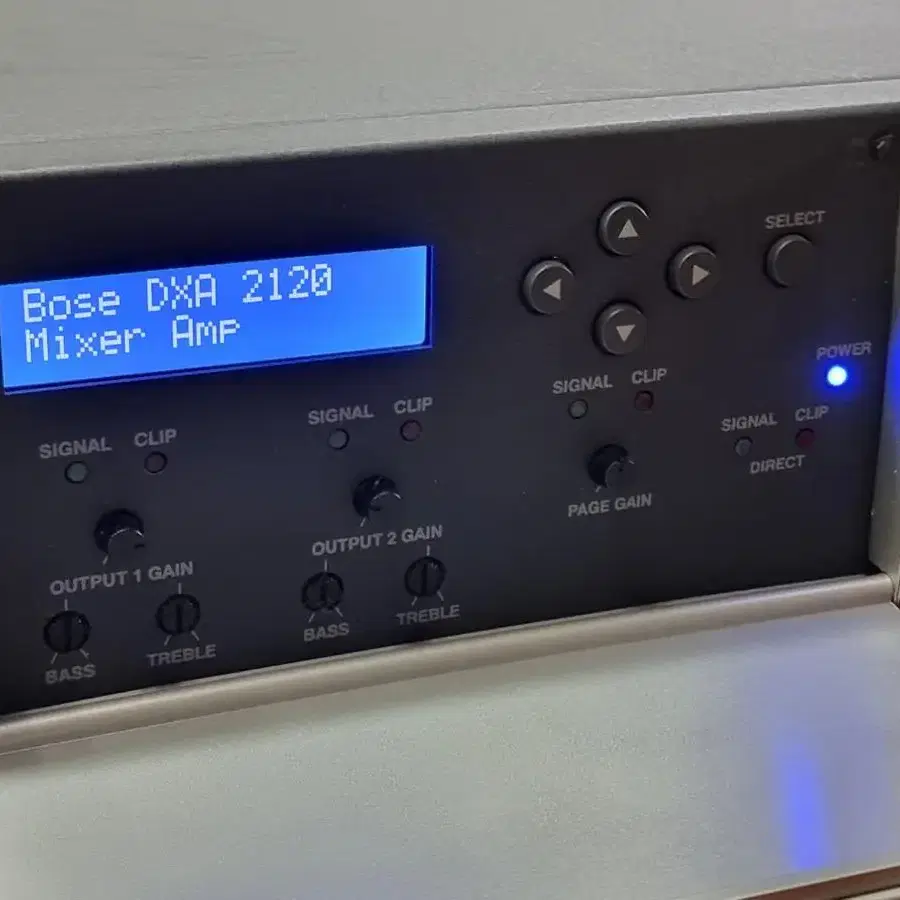 Bose DXA 2120
Mixer Amp
SELECT
POWER
SIGNAL CLIP
OUTPUT 1 GAIN
BASS TREBLE
SIGNAL CLIP
OUTPUT 2 GAIN
BASS TREBLE
SIGNAL CLIP
PAGE GAIN
SIGNAL CLIP
DIRECT